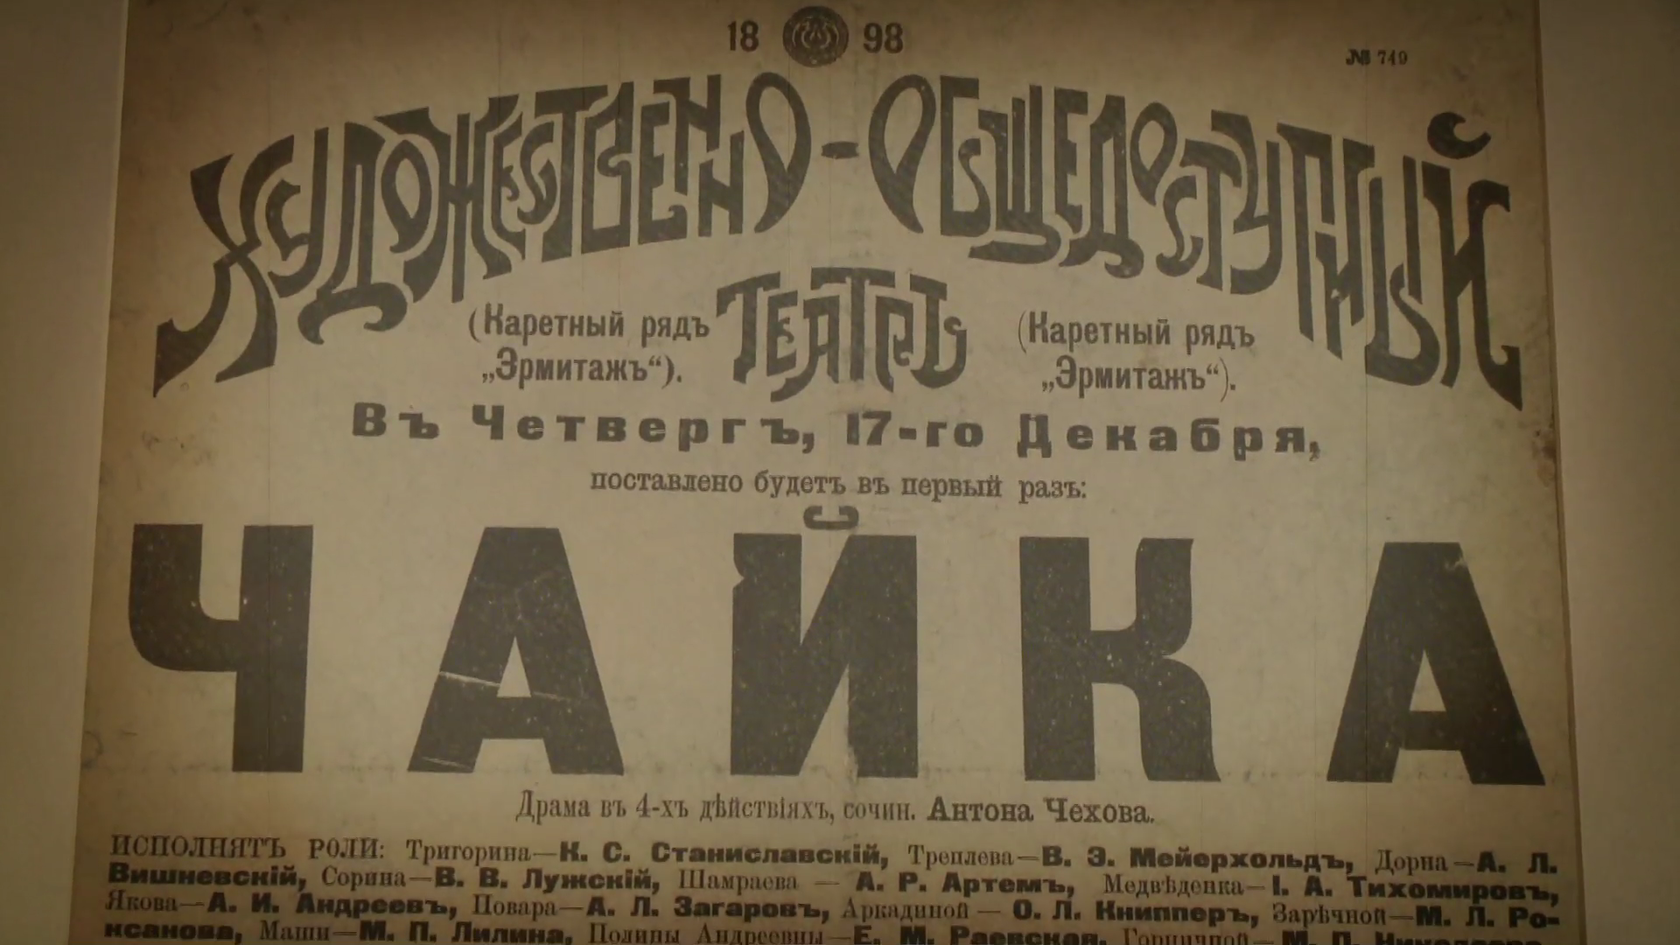 18 98
№ 749
ХУДОЖЕСТВЕННО-ОБЩЕДОСТУПНЫЙ
ТЕАТРЪ
(Каретный рядъ „Эрмитажъ“).
(Каретный рядъ „Эрмитажъ“).
Въ Четвергъ, 17-го Декабря,
поставлено будетъ въ первый разъ:
ЧАЙКА
Драма въ 4-хъ дѣйствіяхъ, сочин. Антона Чехова.
ИСПОЛНЯТЪ РОЛИ: Тригорина—К. С. Станиславскій, Треплева—В. Э. Мейерхольдъ, Дорна—А. Л.
Вишневскій, Сорина—В. В. Лужскій, Шамраева — А. Р. Артемъ, Медвѣденка—І. А. Тихомировъ,
Якова—А. И. Андреевъ, Повара—А. Л. Загаровъ, Аркадиной — О. Л. Книпперъ, Зарѣчной—М. Л. Ро-
ксанова, Маши—М. П. Лилина, Полины Андреевны—Е. М. Раевская, Горничной—М. П.